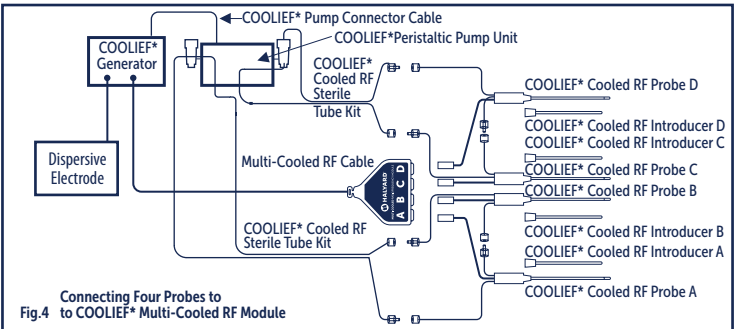 COOLIEF* Pump Connector Cable
COOLIEF*
Generator
COOLIEF*Peristaltic Pump Unit
COOLIEF*
Cooled RF
Sterile
Tube Kit
COOLIEF* Cooled RF Probe D
COOLIEF* Cooled RF Introducer D
COOLIEF* Cooled RF Introducer C
Dispersive
Electrode
Multi-Cooled RF Cable
HALYARD
A B C D
COOLIEF* Cooled RF Probe C
COOLIEF* Cooled RF Probe B
COOLIEF* Cooled RF
Sterile Tube Kit
COOLIEF* Cooled RF Introducer B
COOLIEF* Cooled RF Introducer A
COOLIEF* Cooled RF Probe A
Connecting Four Probes to
Fig.4 to COOLIEF* Multi-Cooled RF Module